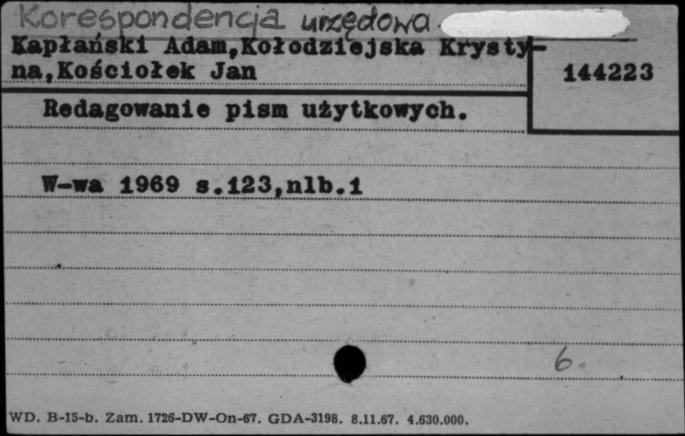 Korespondencja urzędowa
Kapłański Adam,Kołodziejska Krysty-
na,Kościołek Jan
144223
Redagowanie pism użytkowych.
W-wa 1969 s.123,nlb.1
6.
WD. B-15-b. Zam. 1726-DW-On-67. GDA-3198. 8.11.67. 4.630.000.